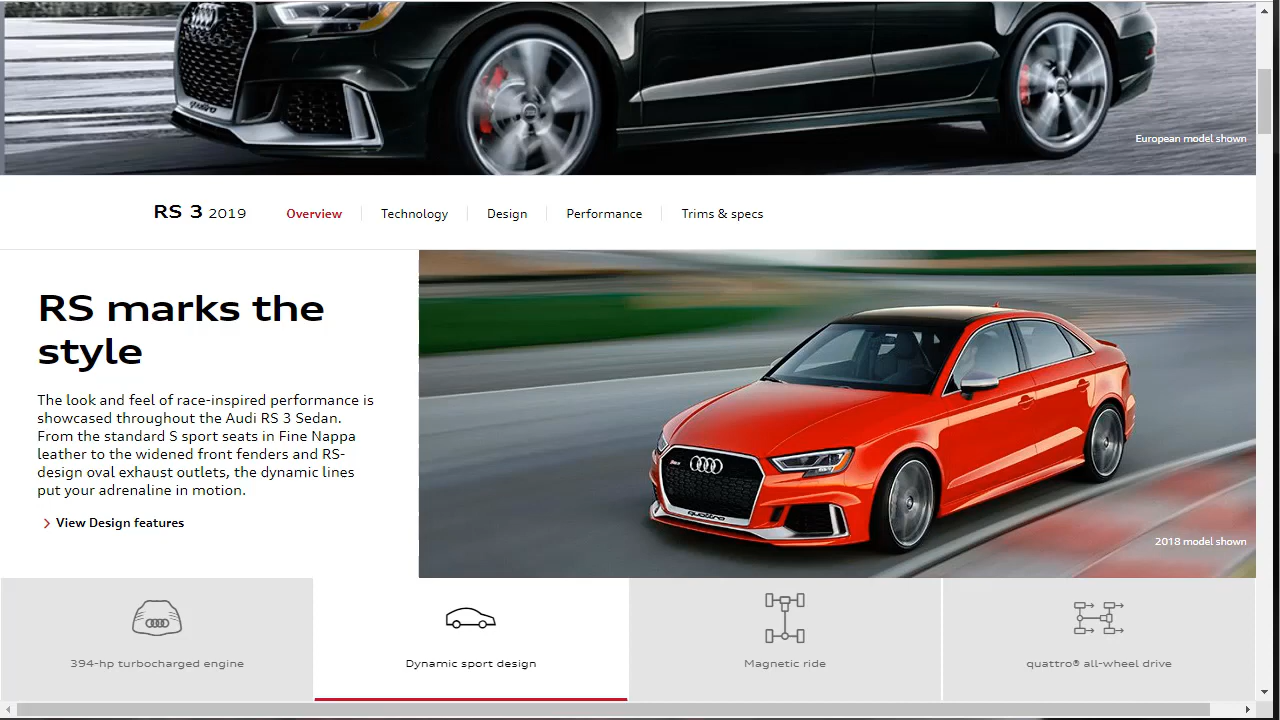 quattro
European model shown
RS 3 2019
Overview
Technology
Design
Performance
Trims & specs
RS marks the
style
The look and feel of race-inspired performance is
showcased throughout the Audi RS 3 Sedan.
From the standard S sport seats in Fine Nappa
leather to the widened front fenders and RS-
design oval exhaust outlets, the dynamic lines
put your adrenaline in motion.
View Design features
quattro
2018 model shown
394-hp turbocharged engine
Dynamic sport design
Magnetic ride
quattro® all-wheel drive